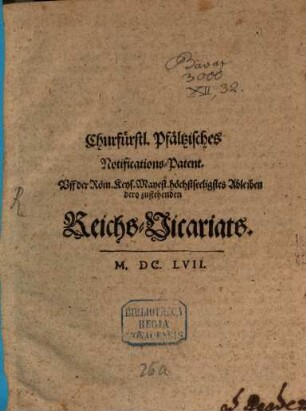 Bavar.
3000
XII, 32.
Churfürstl. Pfältzisches
Notifications-Patent.
Vff der Röm. Keys. Mayest. höchstseeligstes Ableiben
dero zustehenden
Reichs-Vicariats.
M. DC. LVII.
BIBLIOTHECA
REGIA
MONACENSIS
26a